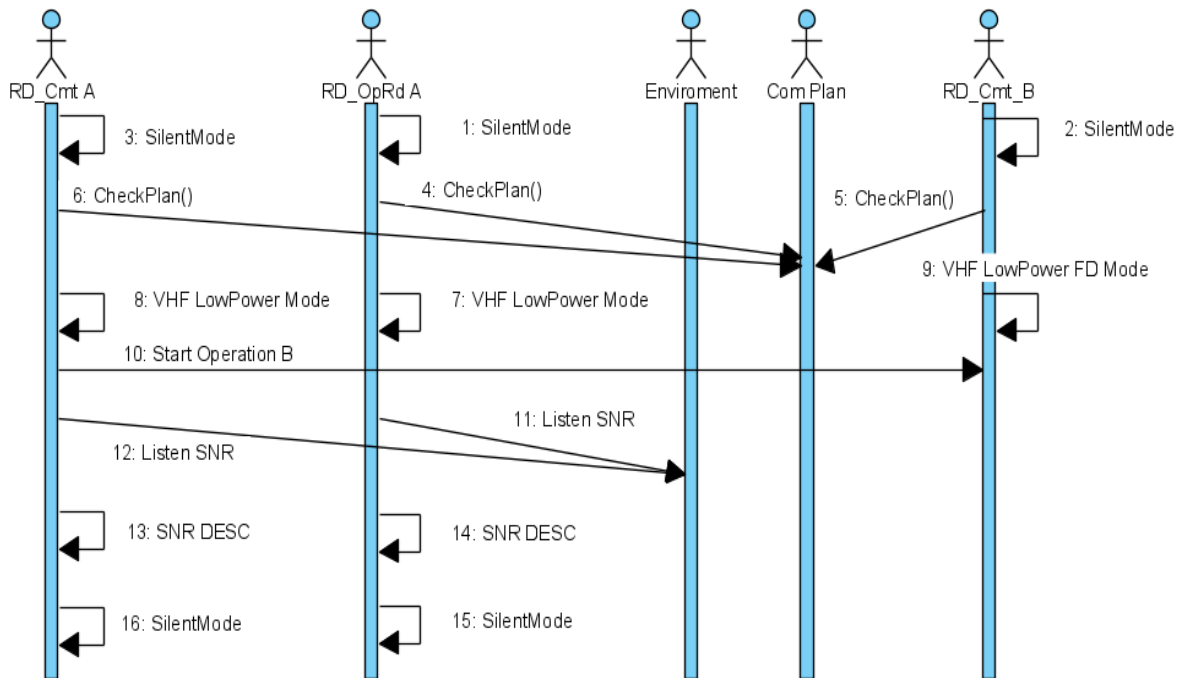 RD_Cmt A
RD_OpRd A
Enviroment
Com Plan
RD_Cmt_B
3: SilentMode
1: SilentMode
2: SilentMode
6: CheckPlan()
4: CheckPlan()
5: CheckPlan()
9: VHF LowPower FD Mode
8: VHF LowPower Mode
7: VHF LowPower Mode
10: Start Operation B
11: Listen SNR
12: Listen SNR
13: SNR DESC
14: SNR DESC
16: SilentMode
15: SilentMode